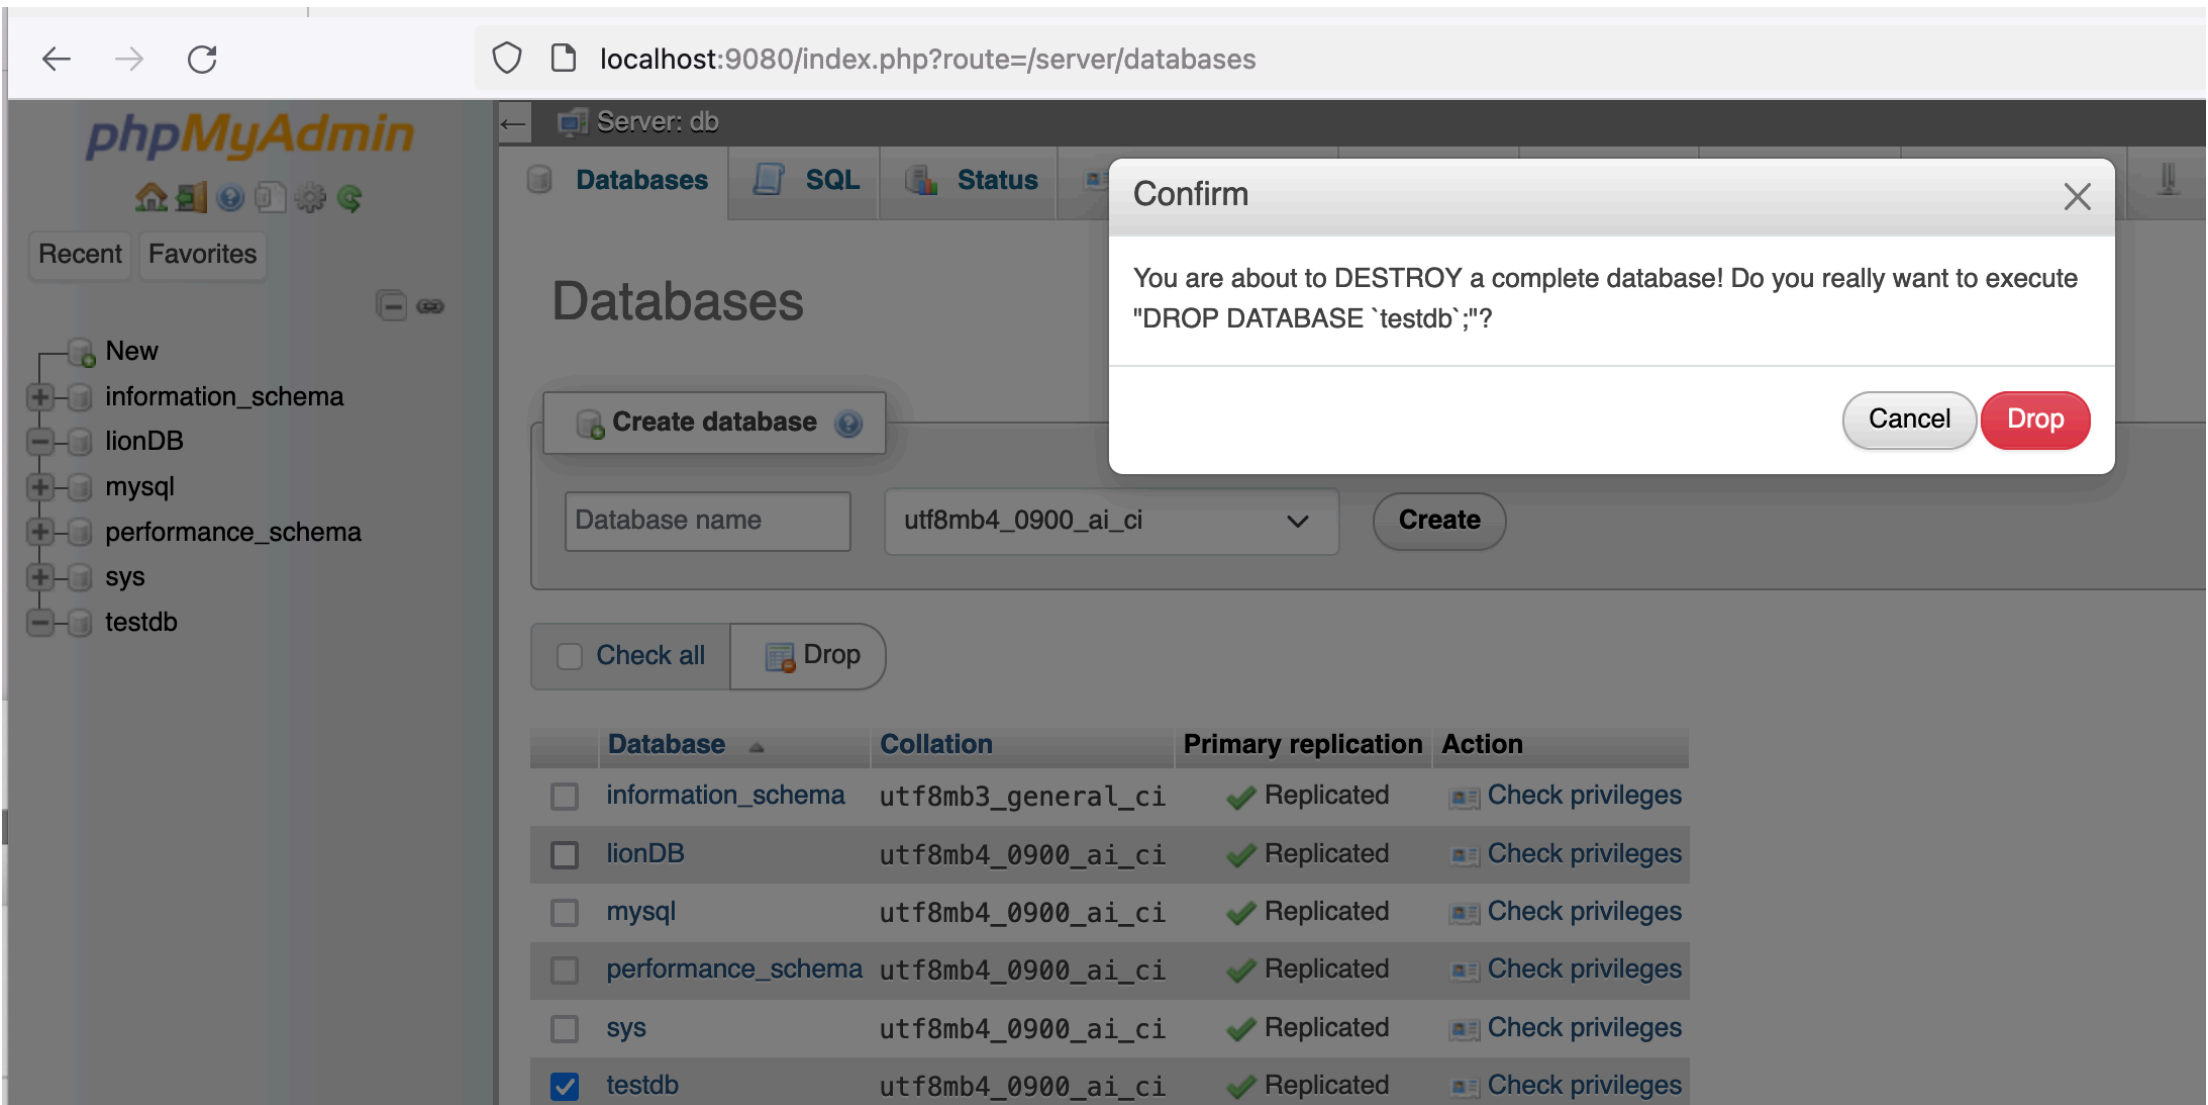 localhost:9080/index.php?route=/server/databases
phpMyAdmin
Recent Favorites
New
information_schema
lionDB
mysql
performance_schema
sys
testdb
Server: db
Databases SQL Status
Confirm
You are about to DESTROY a complete database! Do you really want to execute
"DROP DATABASE `testdb`;"?
Cancel Drop
Databases
Create database
Database name utf8mb4_0900_ai_ci Create
Check all Drop
Database Collation Primary replication Action
information_schema utf8mb3_general_ci Replicated Check privileges
lionDB utf8mb4_0900_ai_ci Replicated Check privileges
mysql utf8mb4_0900_ai_ci Replicated Check privileges
performance_schema utf8mb4_0900_ai_ci Replicated Check privileges
sys utf8mb4_0900_ai_ci Replicated Check privileges
testdb utf8mb4_0900_ai_ci Replicated Check privileges